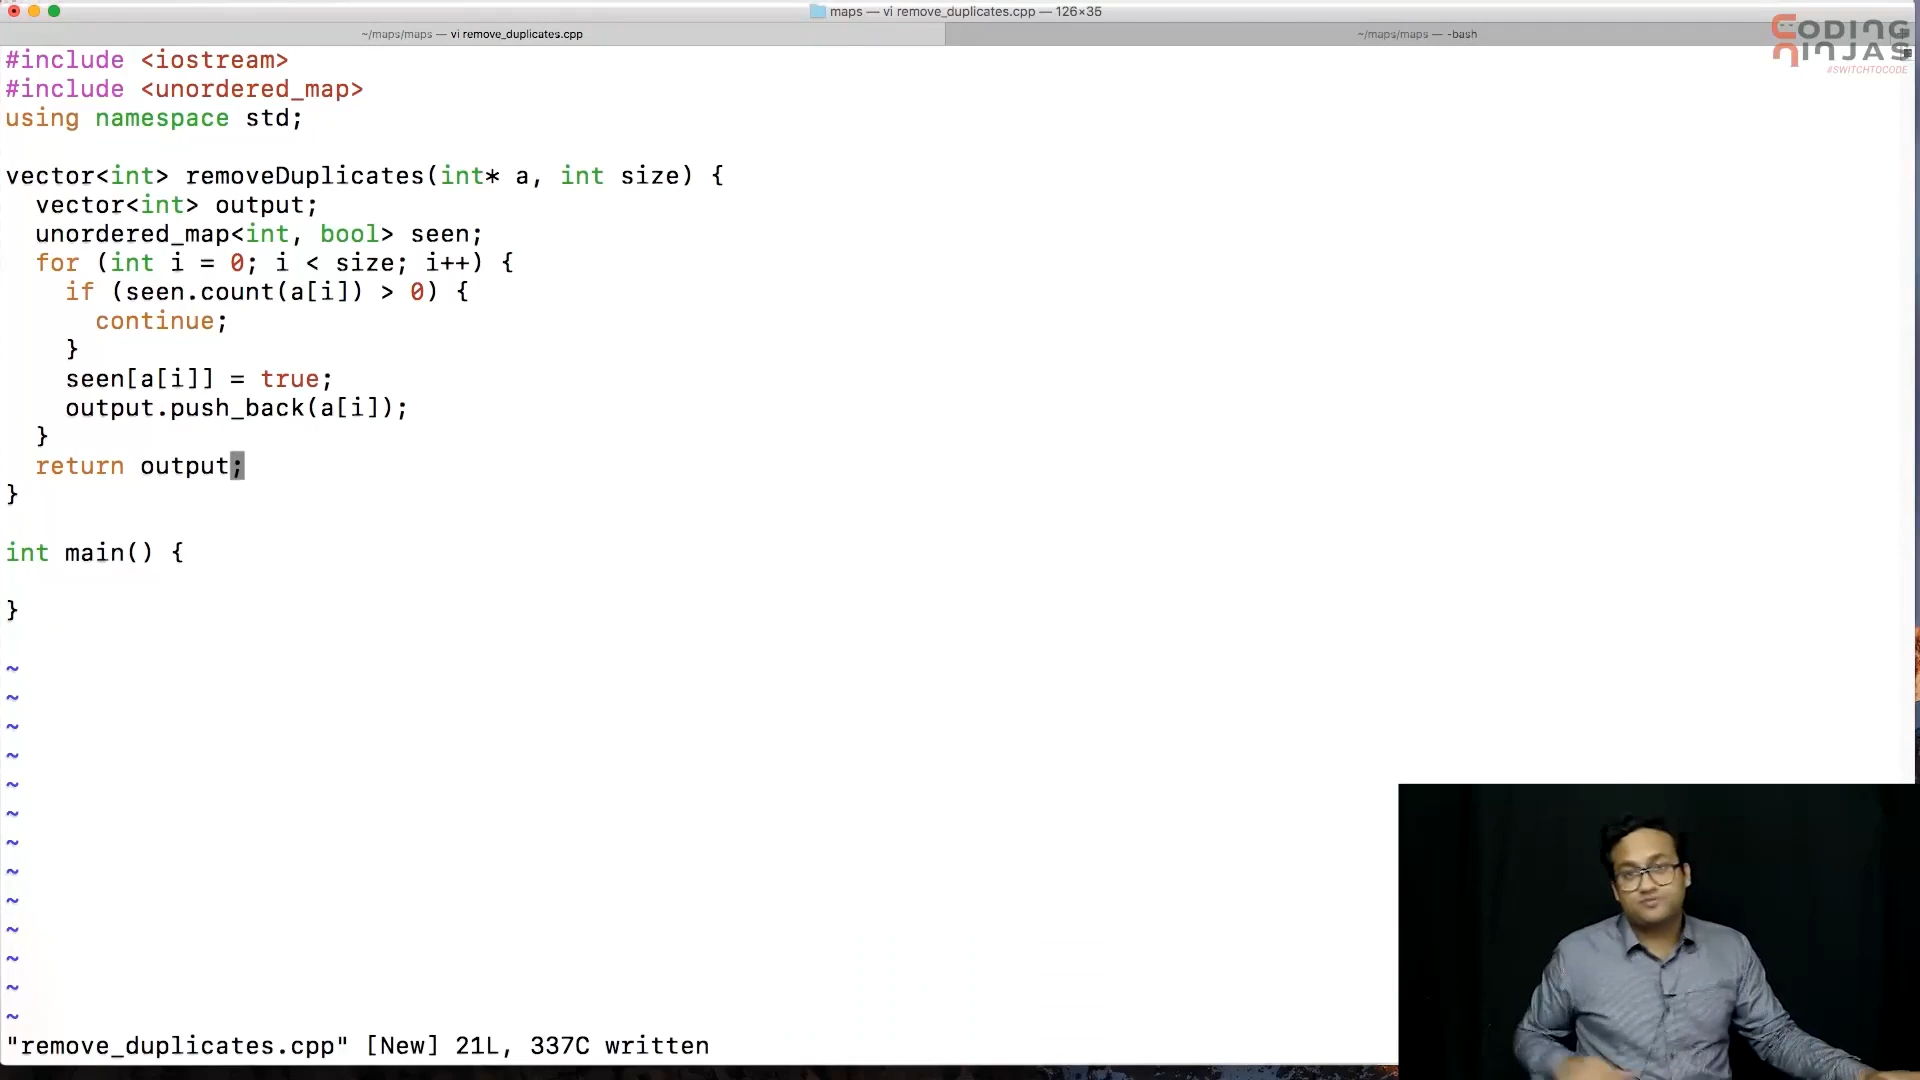 maps — vi remove_duplicates.cpp — 126×35
~/maps/maps — vi remove_duplicates.cpp
~/maps/maps — -bash
CODING
NINJAS
#SWITCHTOCODE
#include <iostream>
#include <unordered_map>
using namespace std;
vector<int> removeDuplicates(int* a, int size) {
  vector<int> output;
  unordered_map<int, bool> seen;
  for (int i = 0; i < size; i++) {
    if (seen.count(a[i]) > 0) {
      continue;
    }
    seen[a[i]] = true;
    output.push_back(a[i]);
  }
  return output;
}
int main() {
}
~
~
~
~
~
~
~
~
~
~
~
~
~
"remove_duplicates.cpp" [New] 21L, 337C written